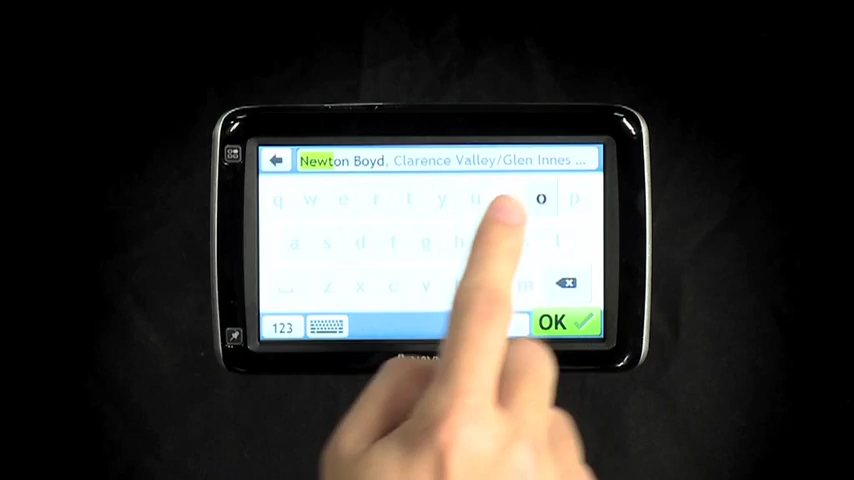 Newton Boyd, Clarence Valley/Glen Innes ...
q w e r t y u o p
a s d f g h l
z x c v m
123 OK